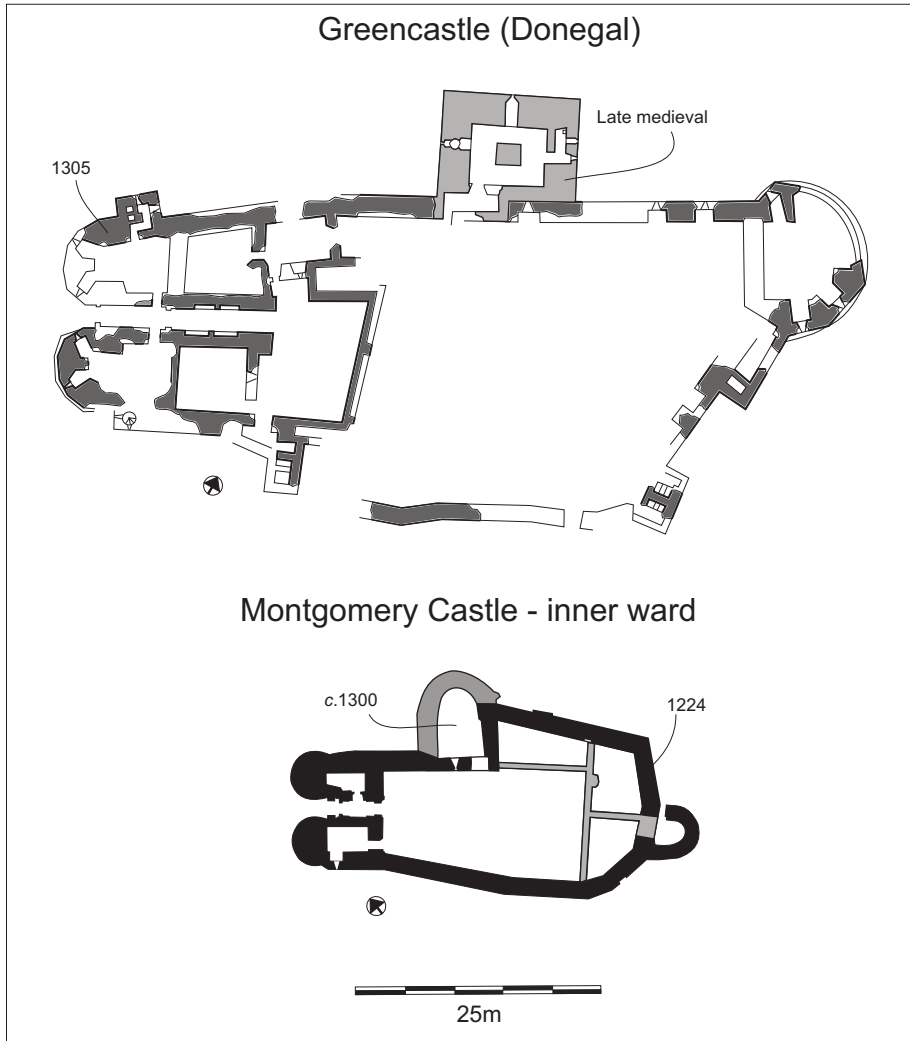 Greencastle (Donegal)
Late medieval
1305
Montgomery Castle - inner ward
c.1300
1224
25m